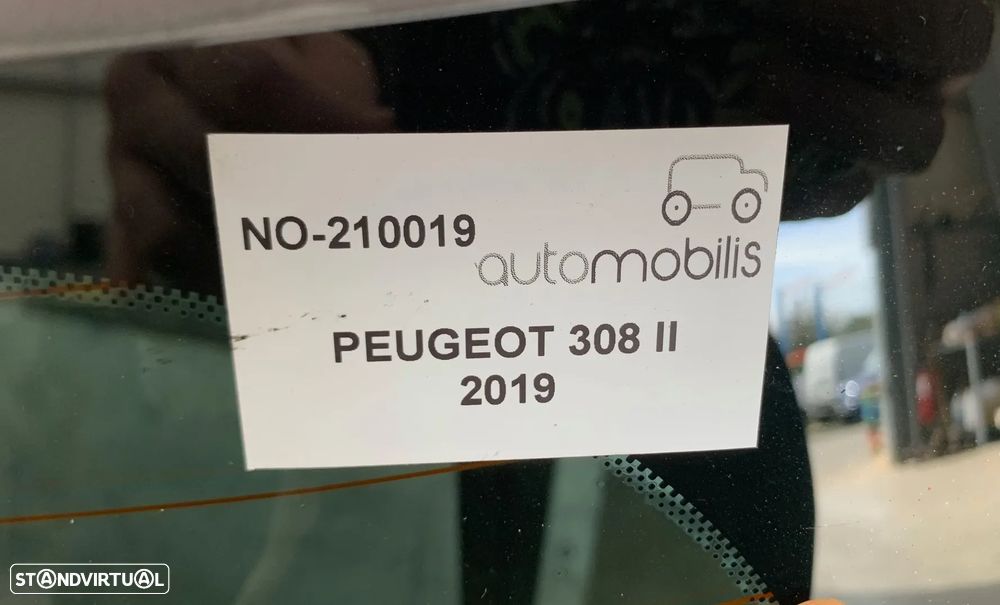 NO-210019
automobilis
PEUGEOT 308 II
2019
STANDVIRTUAL